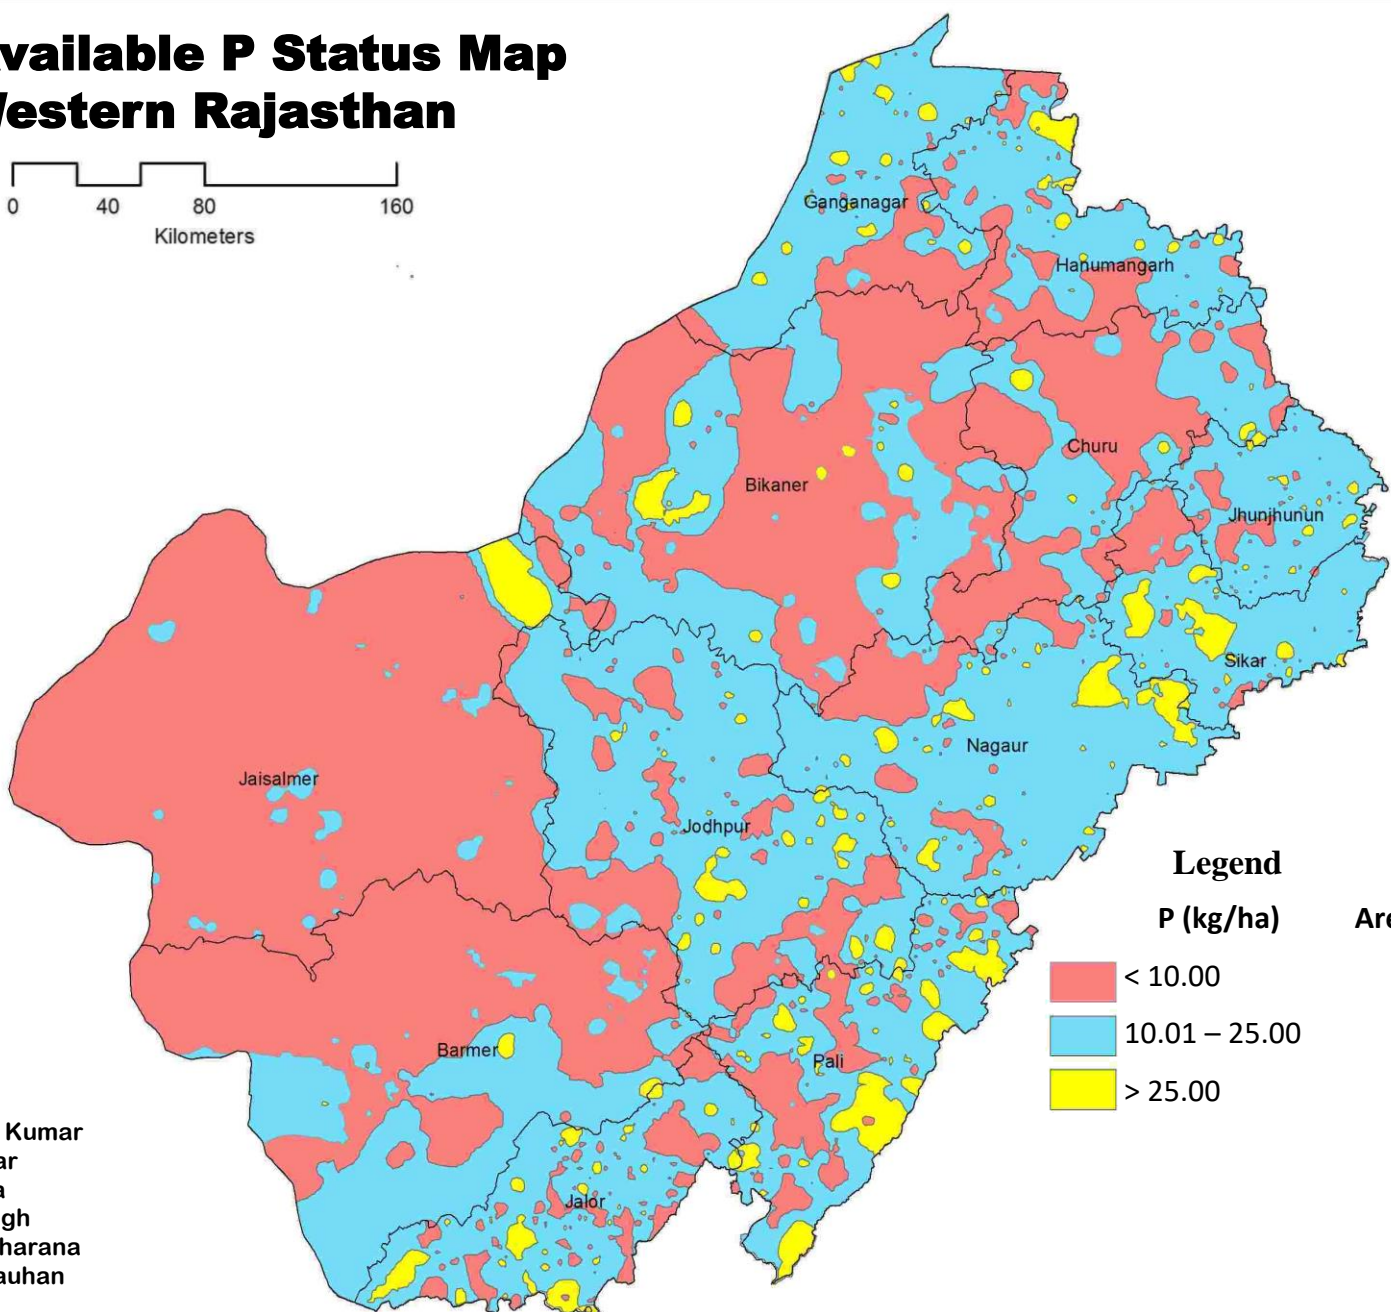 vailable P Status Map
Western Rajasthan
0 40 80 160
Kilometers
Ganganagar
Hanumangarh
Churu
Bikaner
Jhunjhunun
Sikar
Nagaur
Jaisalmer
Jodhpur
Legend
P (kg/ha) Are
< 10.00
10.01 – 25.00
> 25.00
Barmer
Pali
Jalor
Kumar
ar
a
gh
harana
auhan